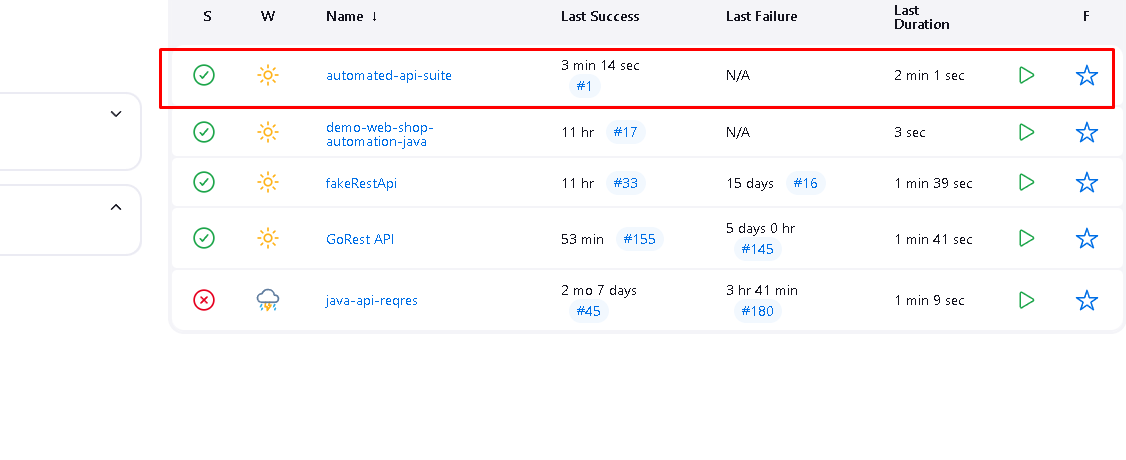 S W Name ↓ Last Success Last Failure Last Duration F
automated-api-suite 3 min 14 sec #1 N/A 2 min 1 sec
demo-web-shop-automation-java 11 hr #17 N/A 3 sec
fakeRestApi 11 hr #33 15 days #16 1 min 39 sec
GoRest API 53 min #155 5 days 0 hr #145 1 min 41 sec
java-api-reqres 2 mo 7 days #45 3 hr 41 min #180 1 min 9 sec